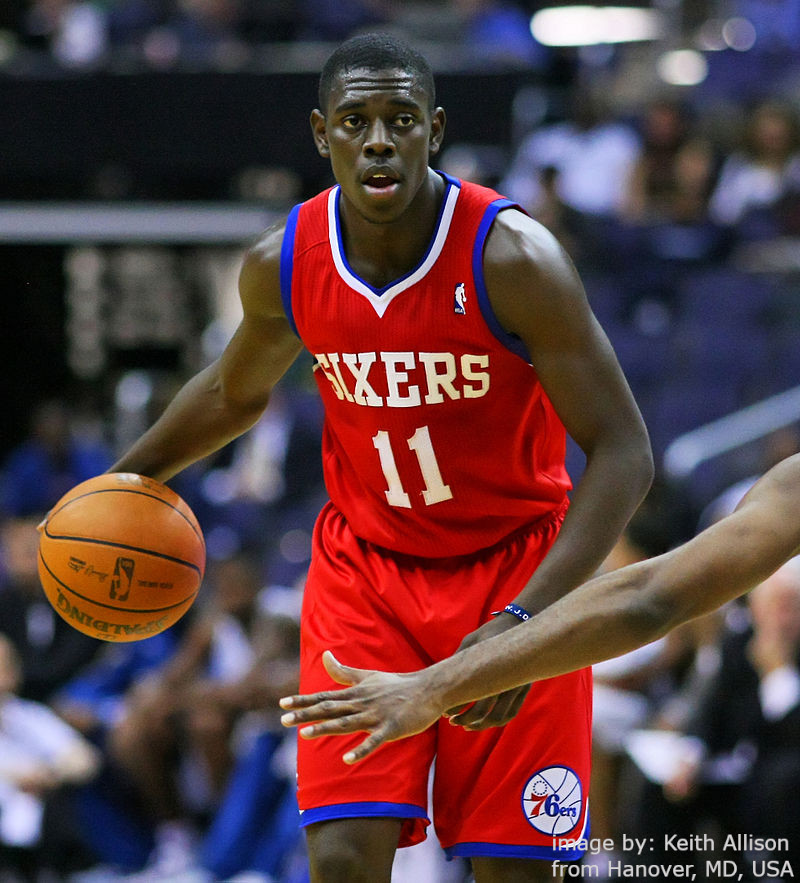 SIXERS
11
SPALDING
W.J.D.
76ers
image by: Keith Allison
from Hanover, MD, USA